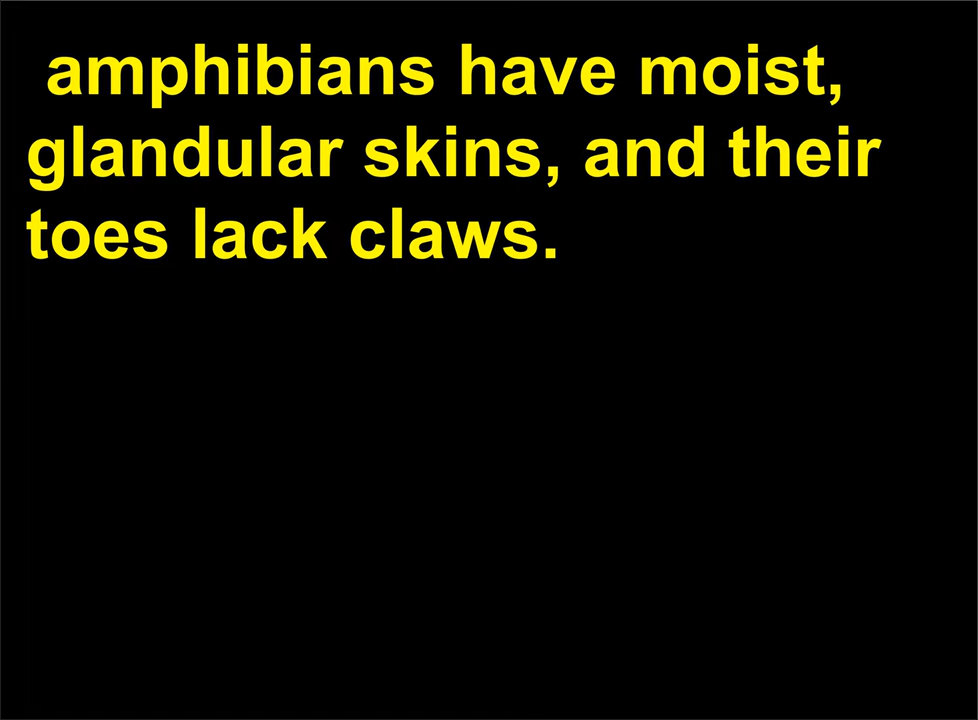 amphibians have moist,
glandular skins, and their
toes lack claws.